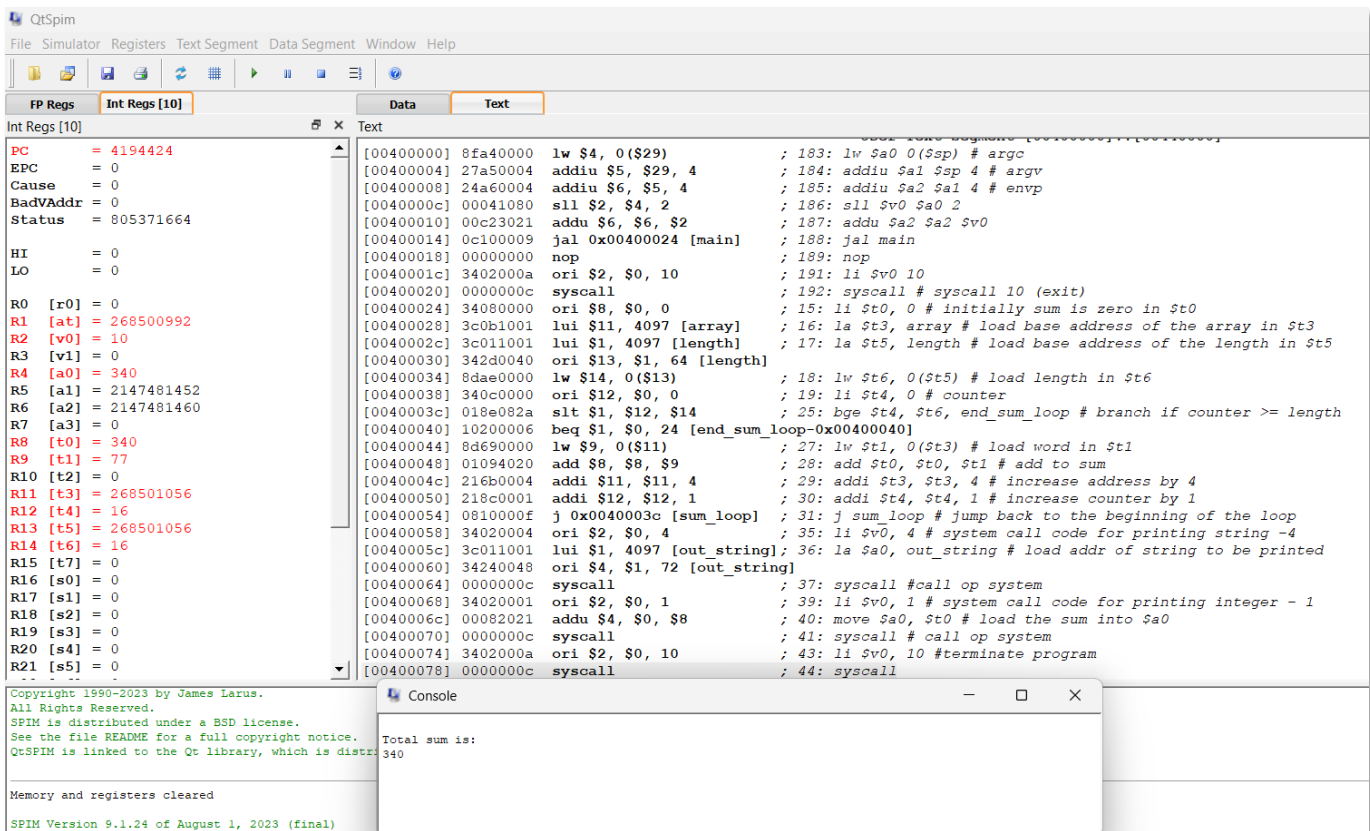 QtSpim
File Simulator Registers Text Segment Data Segment Window Help
FP Regs Int Regs [10] Data Text
Int Regs [10]
PC = 4194424
EPC = 0
Cause = 0
BadVAddr = 0
Status = 805371664
HI = 0
LO = 0
R0 [r0] = 0
R1 [at] = 268500992
R2 [v0] = 10
R3 [v1] = 0
R4 [a0] = 340
R5 [a1] = 2147481452
R6 [a2] = 2147481460
R7 [a3] = 0
R8 [t0] = 340
R9 [t1] = 77
R10 [t2] = 0
R11 [t3] = 268501056
R12 [t4] = 16
R13 [t5] = 268501056
R14 [t6] = 16
R15 [t7] = 0
R16 [s0] = 0
R17 [s1] = 0
R18 [s2] = 0
R19 [s3] = 0
R20 [s4] = 0
R21 [s5] = 0
Text
[00400000] 8fa40000 lw $4, 0($29) ; 183: lw $a0 0($sp) # argc
[00400004] 27a50004 addiu $5, $29, 4 ; 184: addiu $a1 $sp 4 # argv
[00400008] 24a60004 addiu $6, $5, 4 ; 185: addiu $a2 $a1 4 # envp
[0040000c] 00041080 sll $2, $4, 2 ; 186: sll $v0 $a0 2
[00400010] 00c23021 addu $6, $6, $2 ; 187: addu $a2 $a2 $v0
[00400014] 0c100009 jal 0x00400024 [main] ; 188: jal main
[00400018] 00000000 nop ; 189: nop
[0040001c] 3402000a ori $2, $0, 10 ; 191: li $v0 10
[00400020] 0000000c syscall ; 192: syscall # syscall 10 (exit)
[00400024] 34080000 ori $8, $0, 0 ; 15: li $t0, 0 # initially sum is zero in $t0
[00400028] 3c0b1001 lui $11, 4097 [array] ; 16: la $t3, array # load base address of the array in $t3
[0040002c] 3c011001 lui $1, 4097 [length] ; 17: la $t5, length # load base address of the length in $t5
[00400030] 342d0040 ori $13, $1, 64 [length]
[00400034] 8dae0000 lw $14, 0($13) ; 18: lw $t6, 0($t5) # load length in $t6
[00400038] 340c0000 ori $12, $0, 0 ; 19: li $t4, 0 # counter
[0040003c] 018e082a slt $1, $12, $14 ; 25: bge $t4, $t6, end_sum_loop # branch if counter >= length
[00400040] 10200006 beq $1, $0, 24 [end_sum_loop-0x00400040]
[00400044] 8d690000 lw $9, 0($11) ; 27: lw $t1, 0($t3) # load word in $t1
[00400048] 01094020 add $8, $8, $9 ; 28: add $t0, $t0, $t1 # add to sum
[0040004c] 216b0004 addi $11, $11, 4 ; 29: addi $t3, $t3, 4 # increase address by 4
[00400050] 218c0001 addi $12, $12, 1 ; 30: addi $t4, $t4, 1 # increase counter by 1
[00400054] 0810000f j 0x0040003c [sum_loop] ; 31: j sum_loop # jump back to the beginning of the loop
[00400058] 34020004 ori $2, $0, 4 ; 35: li $v0, 4 # system call code for printing string -4
[0040005c] 3c011001 lui $1, 4097 [out_string]; 36: la $a0, out_string # load addr of string to be printed
[00400060] 34240048 ori $4, $1, 72 [out_string]
[00400064] 0000000c syscall ; 37: syscall #call op system
[00400068] 34020001 ori $2, $0, 1 ; 39: li $v0, 1 # system call code for printing integer - 1
[0040006c] 00082021 addu $4, $0, $8 ; 40: move $a0, $t0 # load the sum into $a0
[00400070] 0000000c syscall ; 41: syscall # call op system
[00400074] 3402000a ori $2, $0, 10 ; 43: li $v0, 10 #terminate program
[00400078] 0000000c syscall ; 44: syscall
Copyright 1990-2023 by James Larus.
All Rights Reserved.
SPIM is distributed under a BSD license.
See the file README for a full copyright notice.
QtSPIM is linked to the Qt library, which is distri
Memory and registers cleared
SPIM Version 9.1.24 of August 1, 2023 (final)
Console
Total sum is:
340